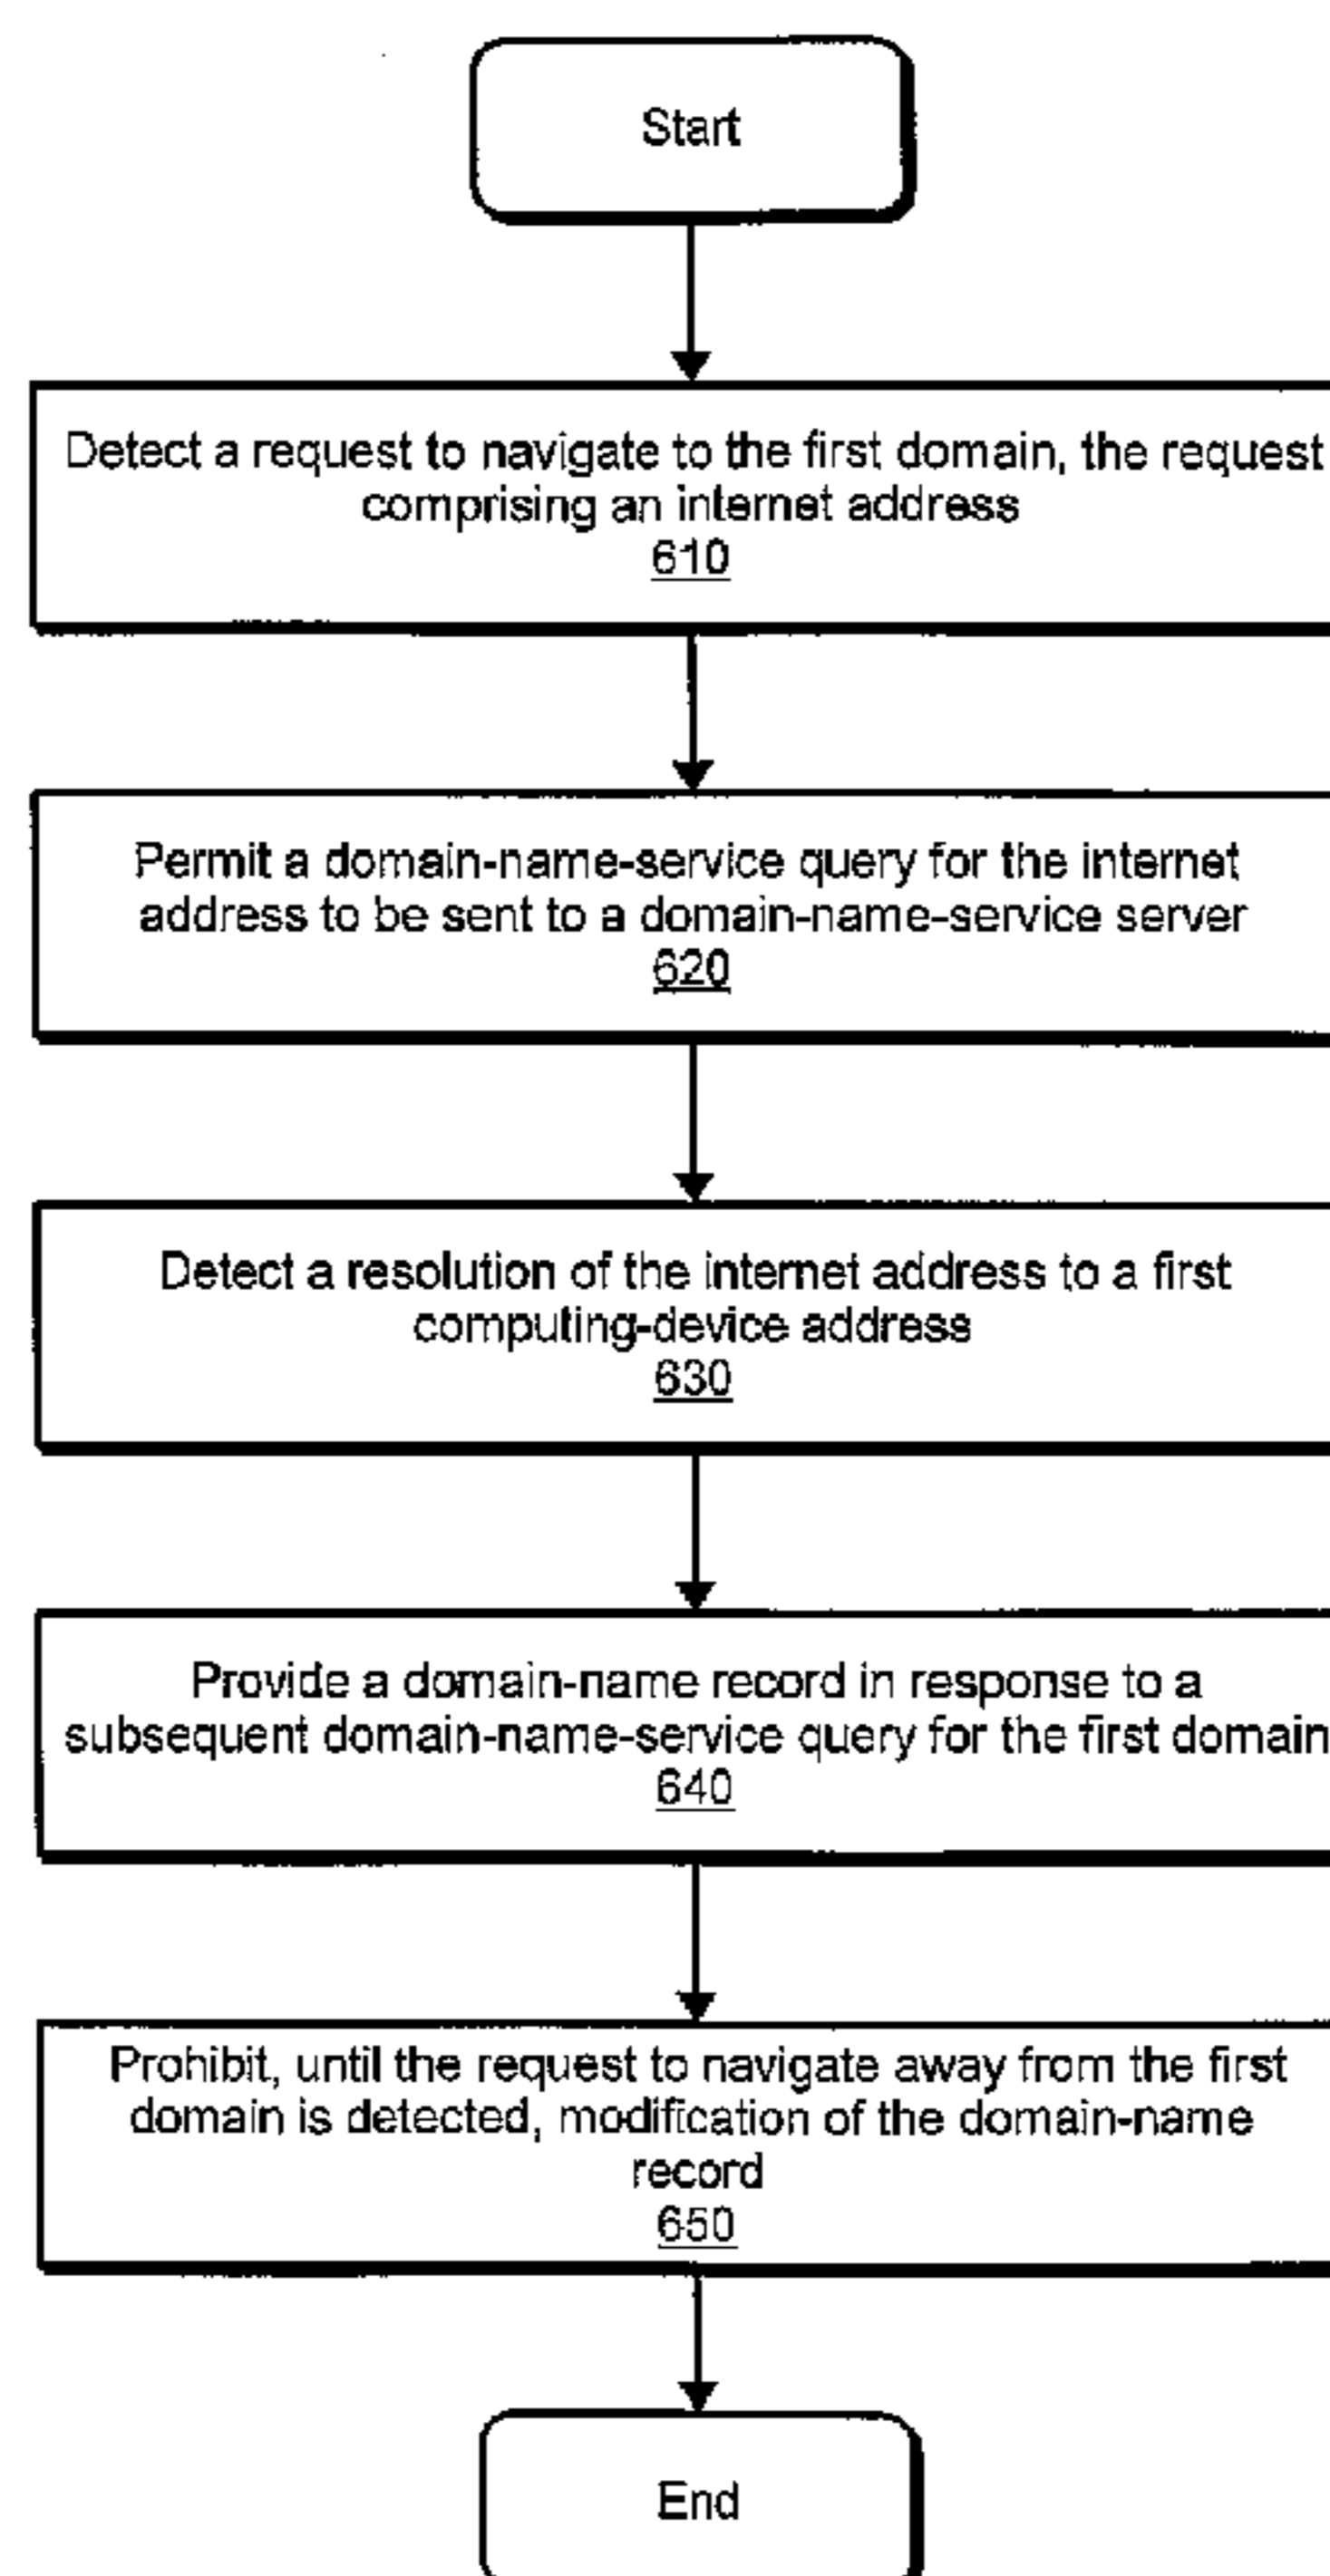 Start
Detect a request to navigate to the first domain, the request
comprising an internet address
610
Permit a domain-name-service query for the internet
address to be sent to a domain-name-service server
620
Detect a resolution of the internet address to a first
computing-device address
630
Provide a domain-name record in response to a
subsequent domain-name-service query for the first domain
640
Prohibit, until the request to navigate away from the first
domain is detected, modification of the domain-name
record
650
End